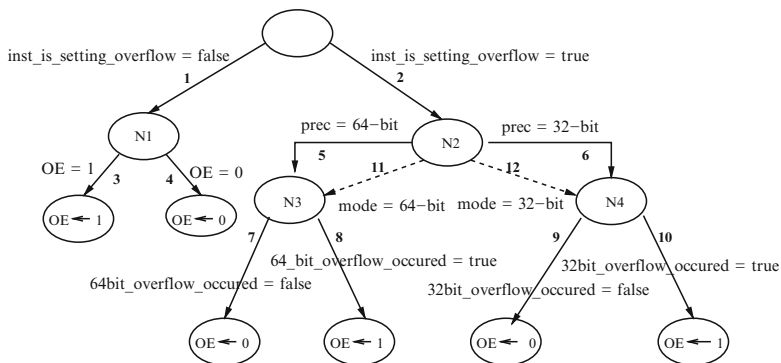 inst_is_setting_overflow = false
inst_is_setting_overflow = true
1
2
N1
N2
prec = 64-bit
prec = 32-bit
OE = 1
OE = 0
3
4
5
11
12
6
OE ← 1
OE ← 0
N3
N4
mode = 64-bit
mode = 32-bit
7
8
9
10
64_bit_overflow_occured = true
32bit_overflow_occured = true
64bit_overflow_occured = false
32bit_overflow_occured = false
OE ← 0
OE ← 1
OE ← 0
OE ← 1